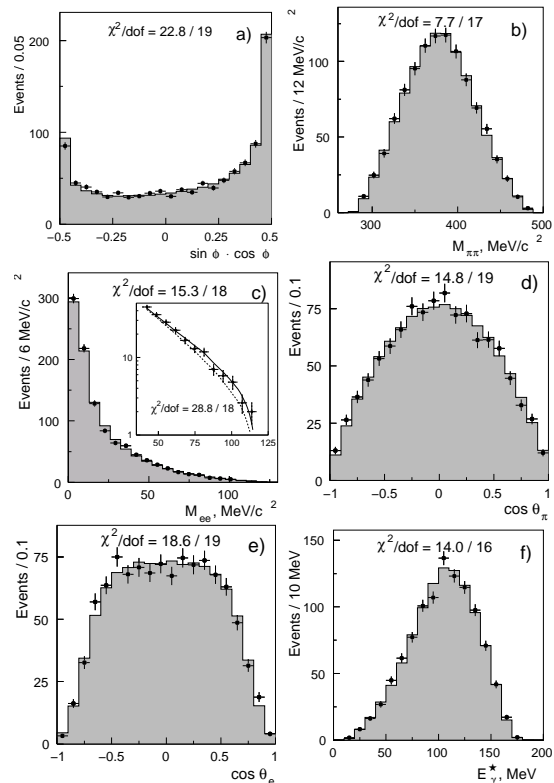 χ²/dof = 22.8 / 19
a)
Events / 0.05
200
100
0
-0.5
-0.25
0
0.25
0.5
sin ϕ · cos ϕ
χ²/dof = 7.7 / 17
b)
Events / 12 MeV/c²
120
80
40
0
300
400
500
M_ππ, MeV/c²
χ²/dof = 15.3 / 18
c)
Events / 6 MeV/c²
300
200
100
0
0
50
100
M_ee, MeV/c²
50
75
100
125
10
1
χ²/dof = 28.8 / 18
χ²/dof = 14.8 / 19
d)
Events / 0.1
75
50
25
0
-1
-0.5
0
0.5
1
cos θ_π
χ²/dof = 18.6 / 19
e)
Events / 0.1
75
50
25
0
-1
-0.5
0
0.5
1
cos θ_e
χ²/dof = 14.0 / 16
f)
Events / 10 MeV
150
100
50
0
0
50
100
150
200
E*_γ, MeV